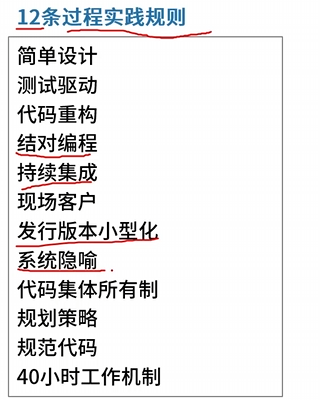 12条过程实践规则
简单设计
测试驱动
代码重构
结对编程
持续集成
现场客户
发行版本小型化
系统隐喻
代码集体所有制
规划策略
规范代码
40小时工作机制